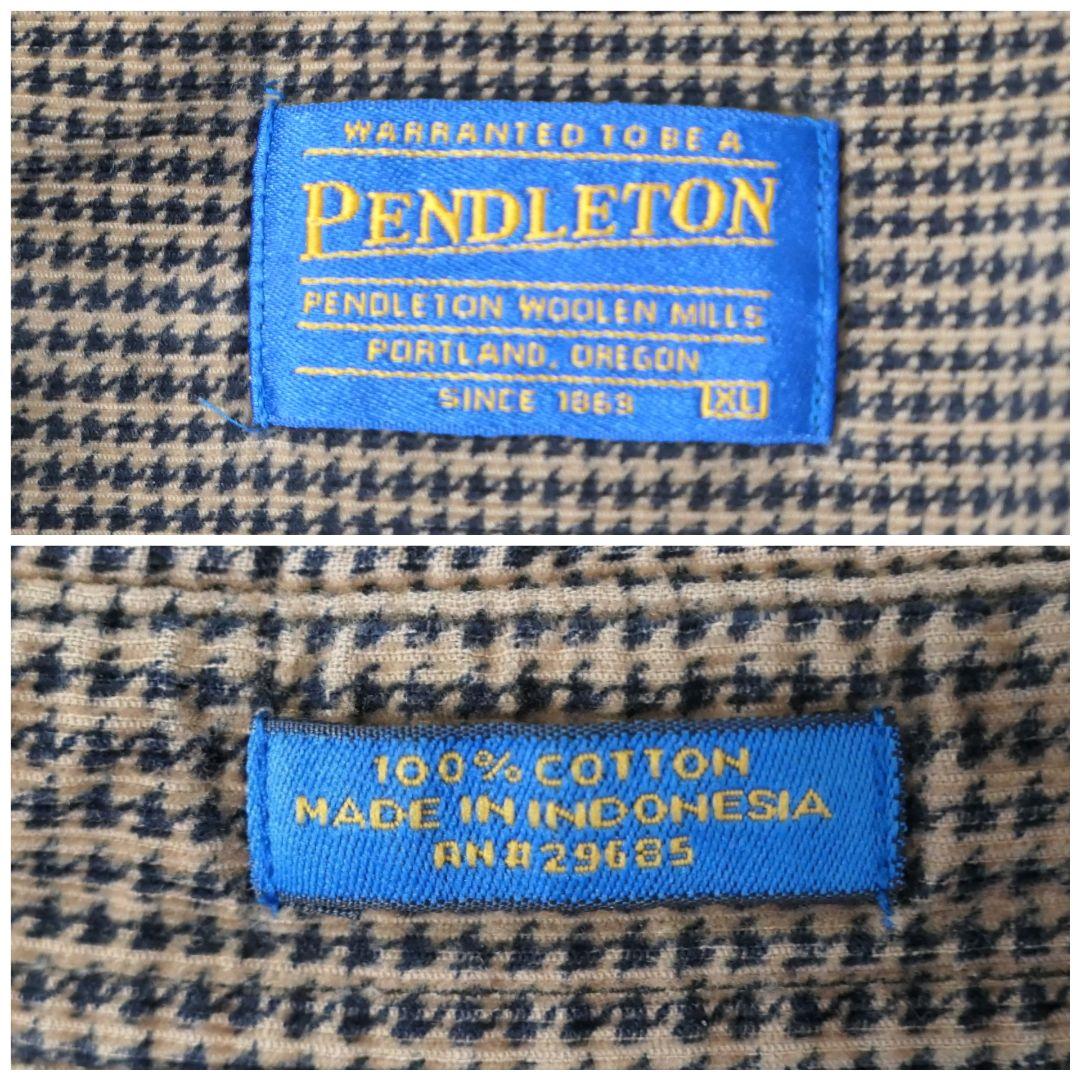 WARRANTED TO BE A
PENDLETON
PENDLETON WOOLEN MILLS
PORTLAND, OREGON
SINCE 1863 XL
100% COTTON
MADE IN INDONESIA
RN#29685